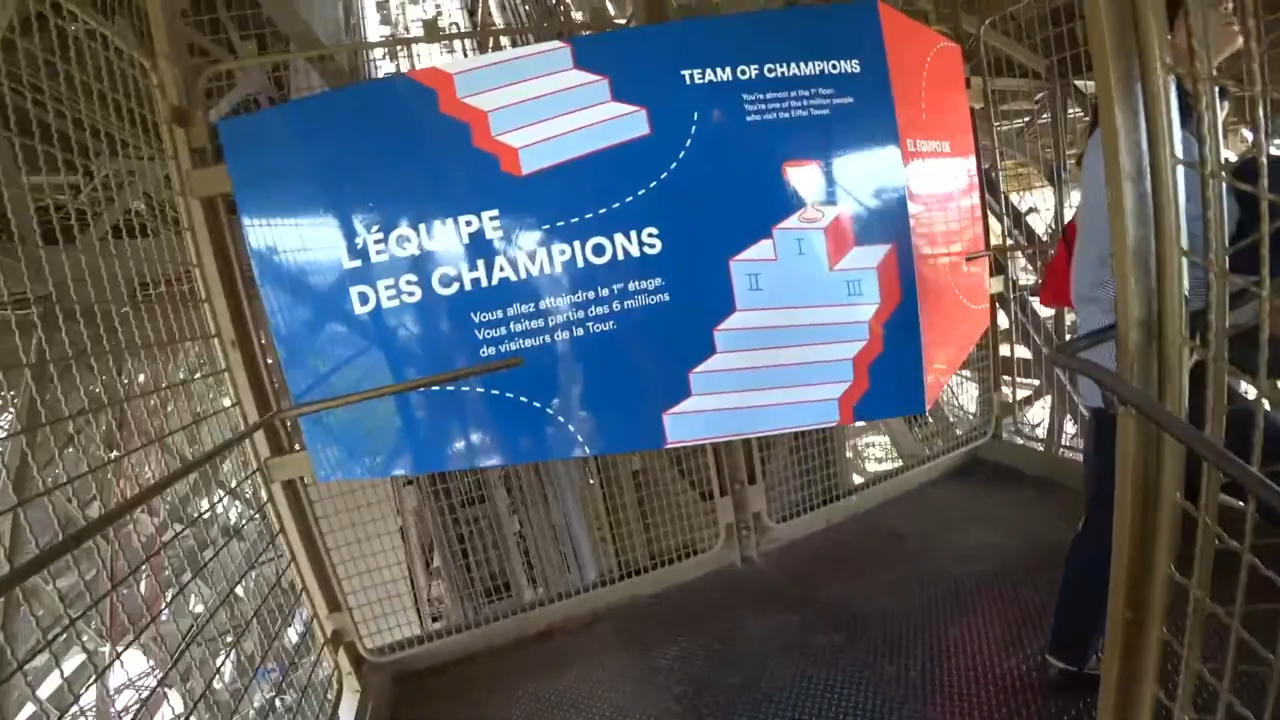 TEAM OF CHAMPIONS
You're almost at the 1st floor.
You're one of the 6 million people
who visit the Eiffel Tower.
L'ÉQUIPE
DES CHAMPIONS
Vous allez atteindre le 1er étage.
Vous faites partie des 6 millions
de visiteurs de la Tour.
I
II
III
EL EQUIPO DE